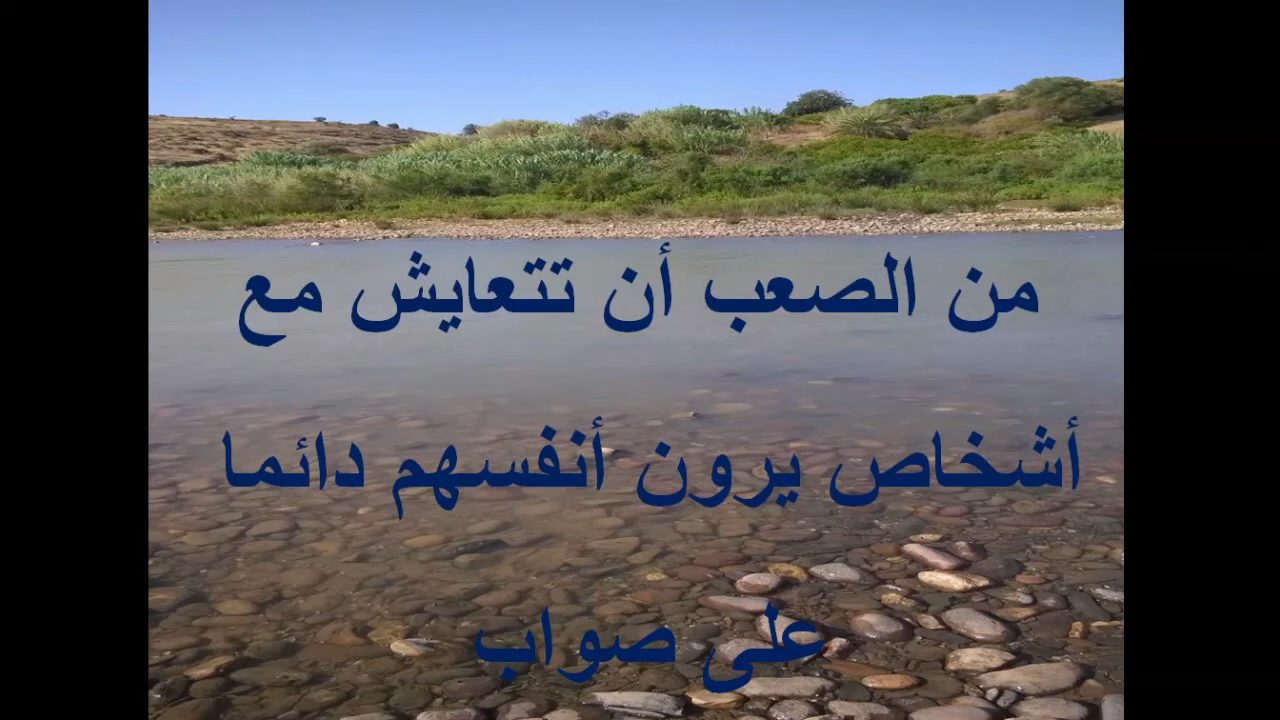 من الصعب أن تتعايش مع
أشخاص يرون أنفسهم دائما
على صواب